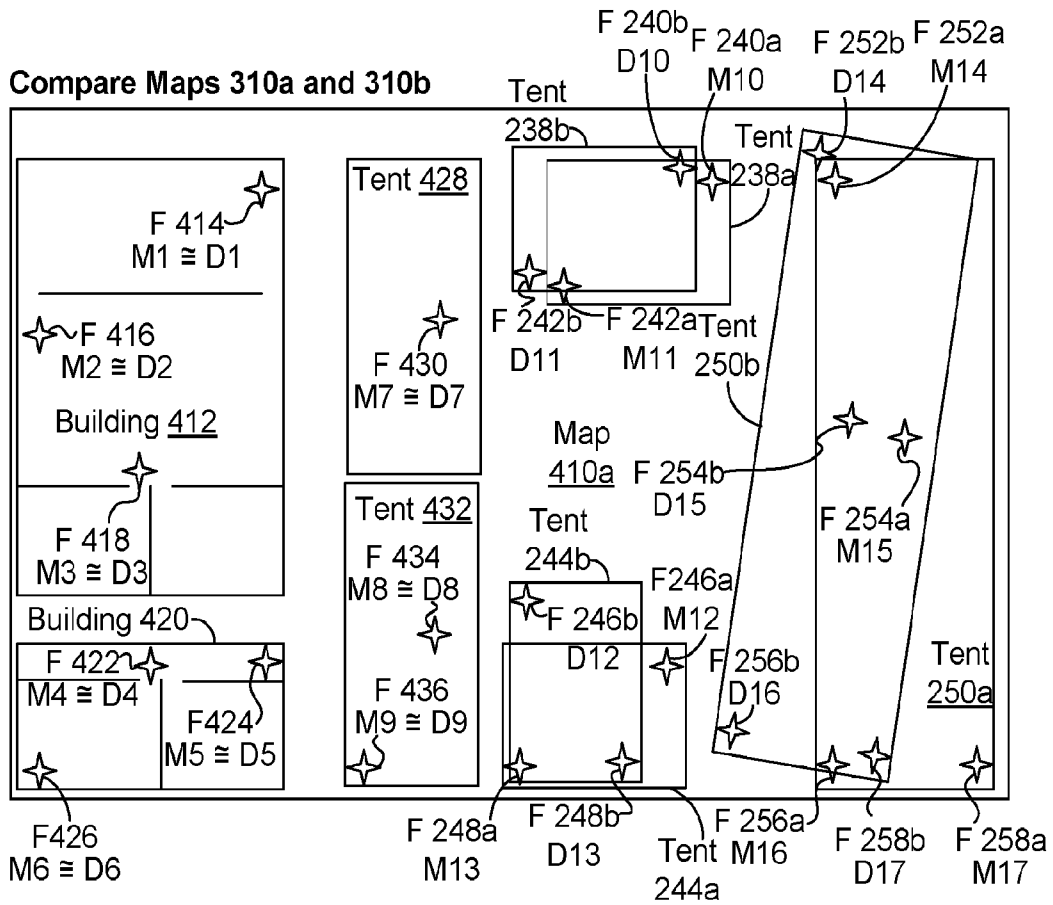 Compare Maps 310a and 310b
F 240b
D10
F 240a
M10
F 252b
D14
F 252a
M14
Tent
238b
Tent
238a
F 414
M1 ≅ D1
Tent 428
F 416
M2 ≅ D2
F 430
M7 ≅ D7
F 242b
D11
F 242a
M11
Tent
250b
Building 412
Map
410a
F 254b
D15
F 254a
M15
F 418
M3 ≅ D3
Tent 432
F 434
M8 ≅ D8
Tent
244b
F246a
M12
Building 420
F 422
M4 ≅ D4
F424
M5 ≅ D5
F 436
M9 ≅ D9
F 246b
D12
F 256b
D16
Tent
250a
F426
M6 ≅ D6
F 248a
M13
F 248b
D13
Tent
244a
F 256a
M16
F 258b
D17
F 258a
M17